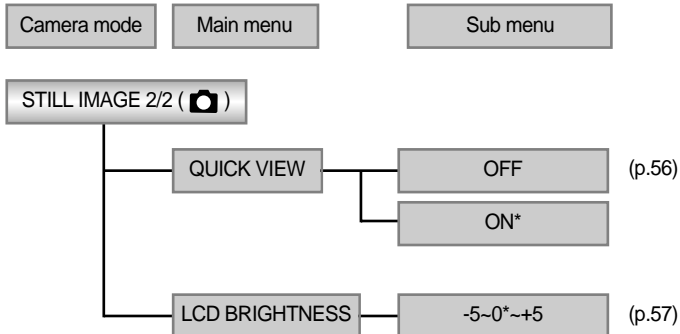 Camera mode Main menu Sub menu
STILL IMAGE 2/2 ( )
QUICK VIEW OFF (p.56)
ON*
LCD BRIGHTNESS -5~0*~+5 (p.57)